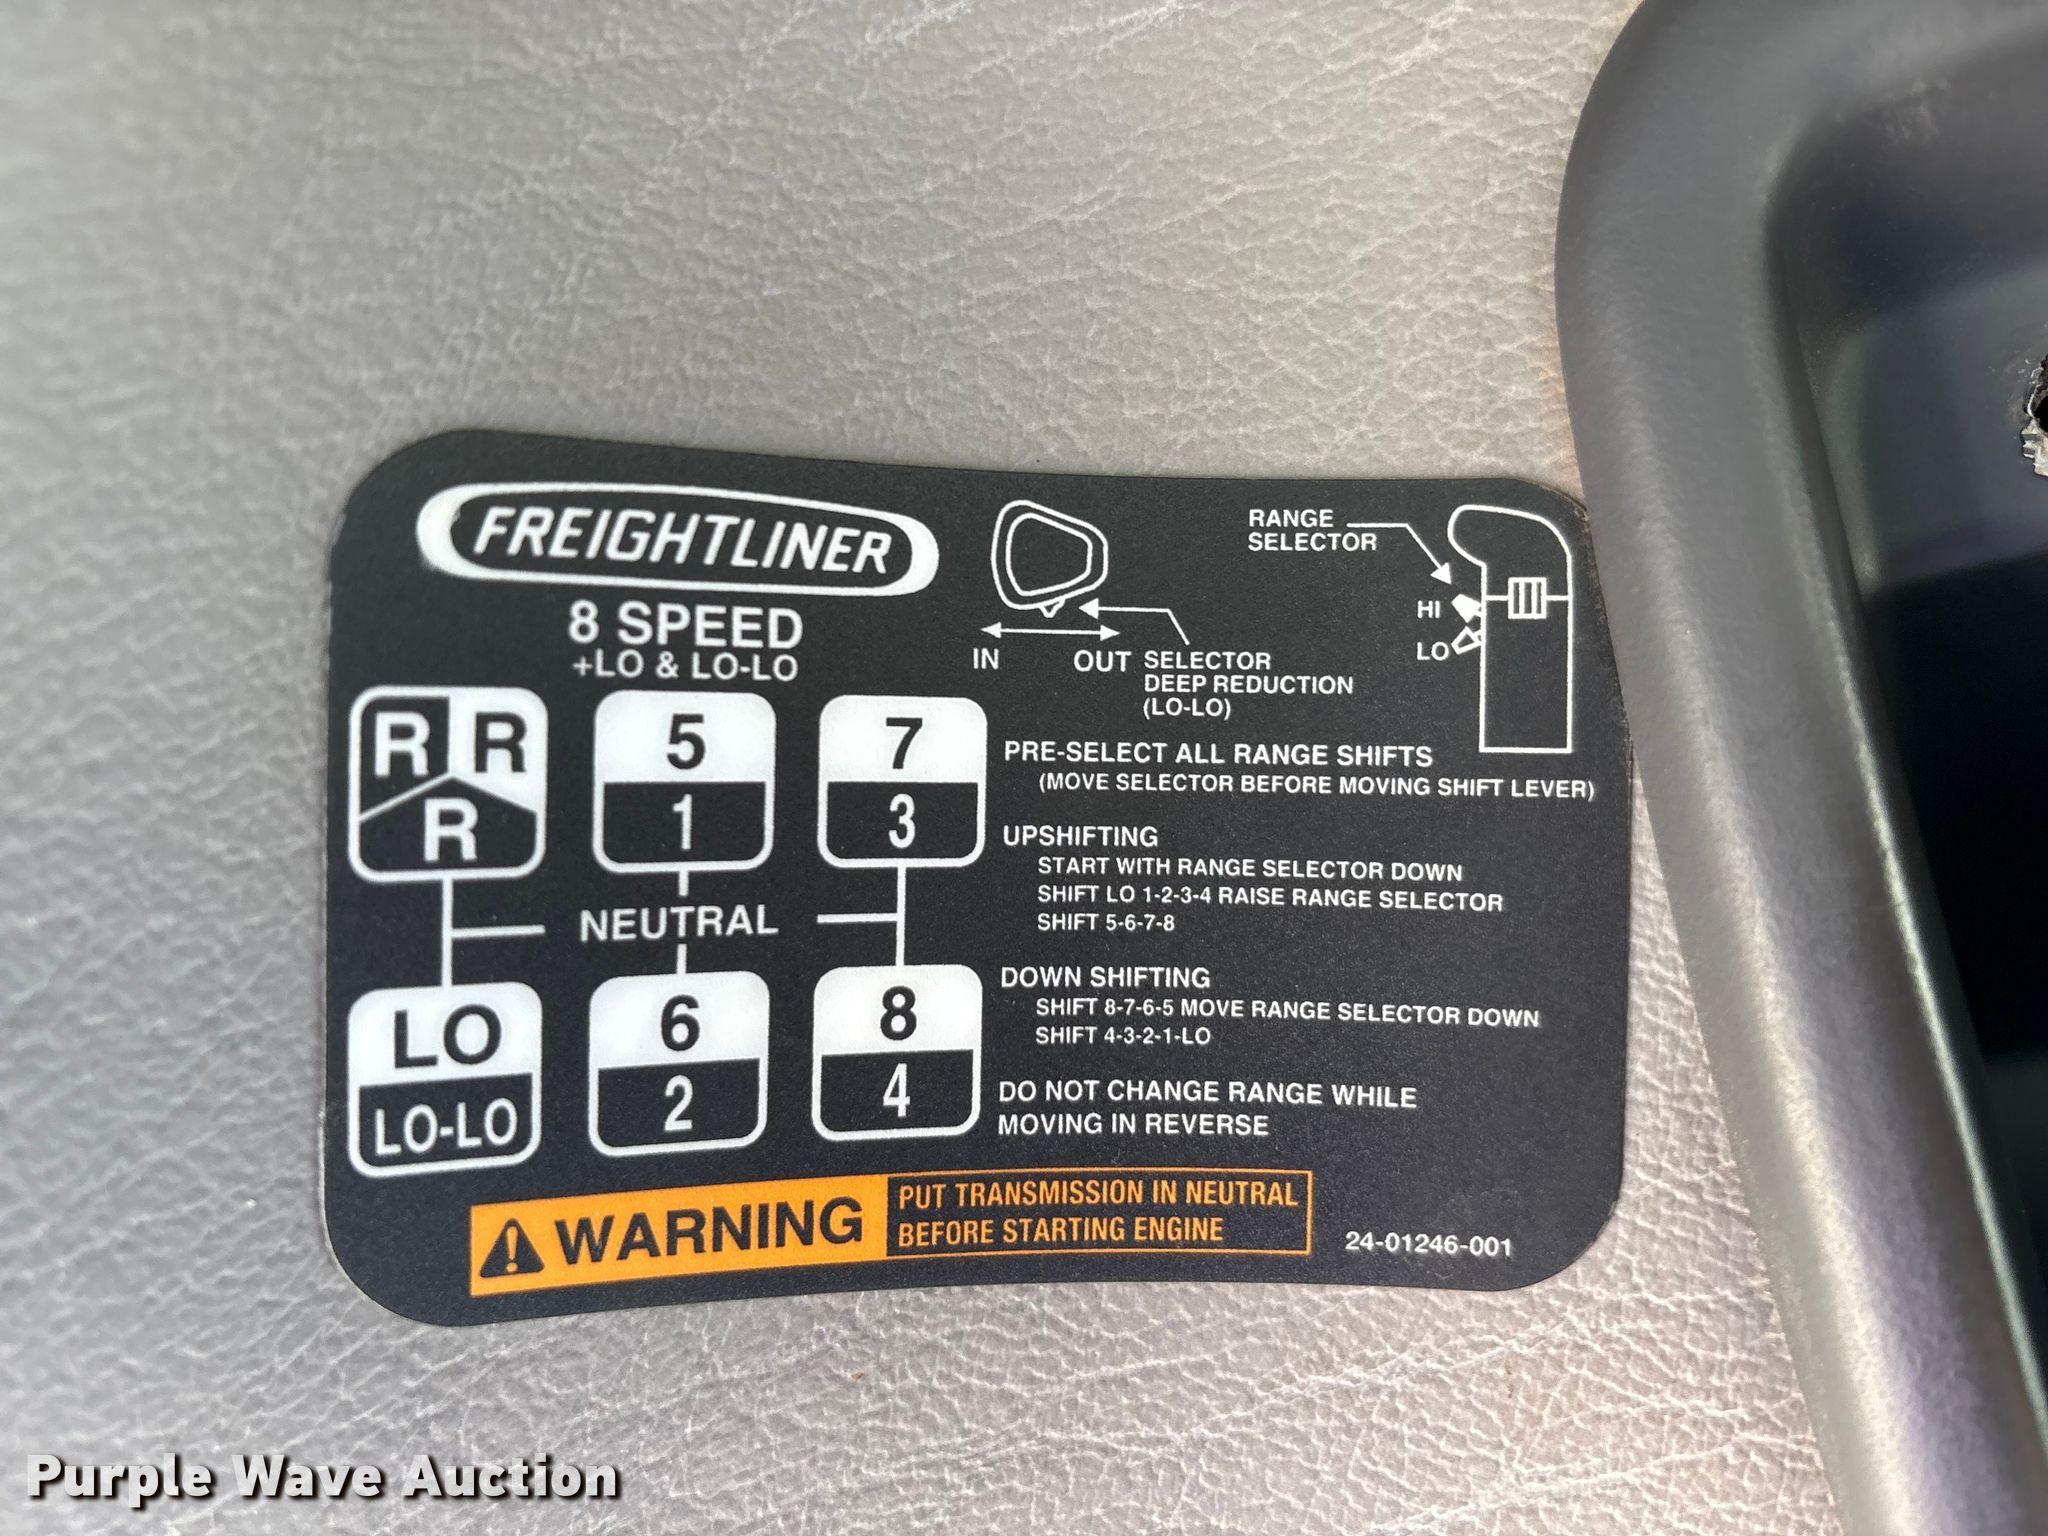 FREIGHTLINER
8 SPEED
+LO & LO-LO
R R
R
5
1
7
3
NEUTRAL
LO
LO-LO
6
2
8
4
IN
OUT
SELECTOR
DEEP REDUCTION
(LO-LO)
RANGE
SELECTOR
HI
LO
PRE-SELECT ALL RANGE SHIFTS
(MOVE SELECTOR BEFORE MOVING SHIFT LEVER)
UPSHIFTING
START WITH RANGE SELECTOR DOWN
SHIFT LO 1-2-3-4 RAISE RANGE SELECTOR
SHIFT 5-6-7-8
DOWN SHIFTING
SHIFT 8-7-6-5 MOVE RANGE SELECTOR DOWN
SHIFT 4-3-2-1-LO
DO NOT CHANGE RANGE WHILE
MOVING IN REVERSE
WARNING
PUT TRANSMISSION IN NEUTRAL
BEFORE STARTING ENGINE
24-01246-001
Purple Wave Auction